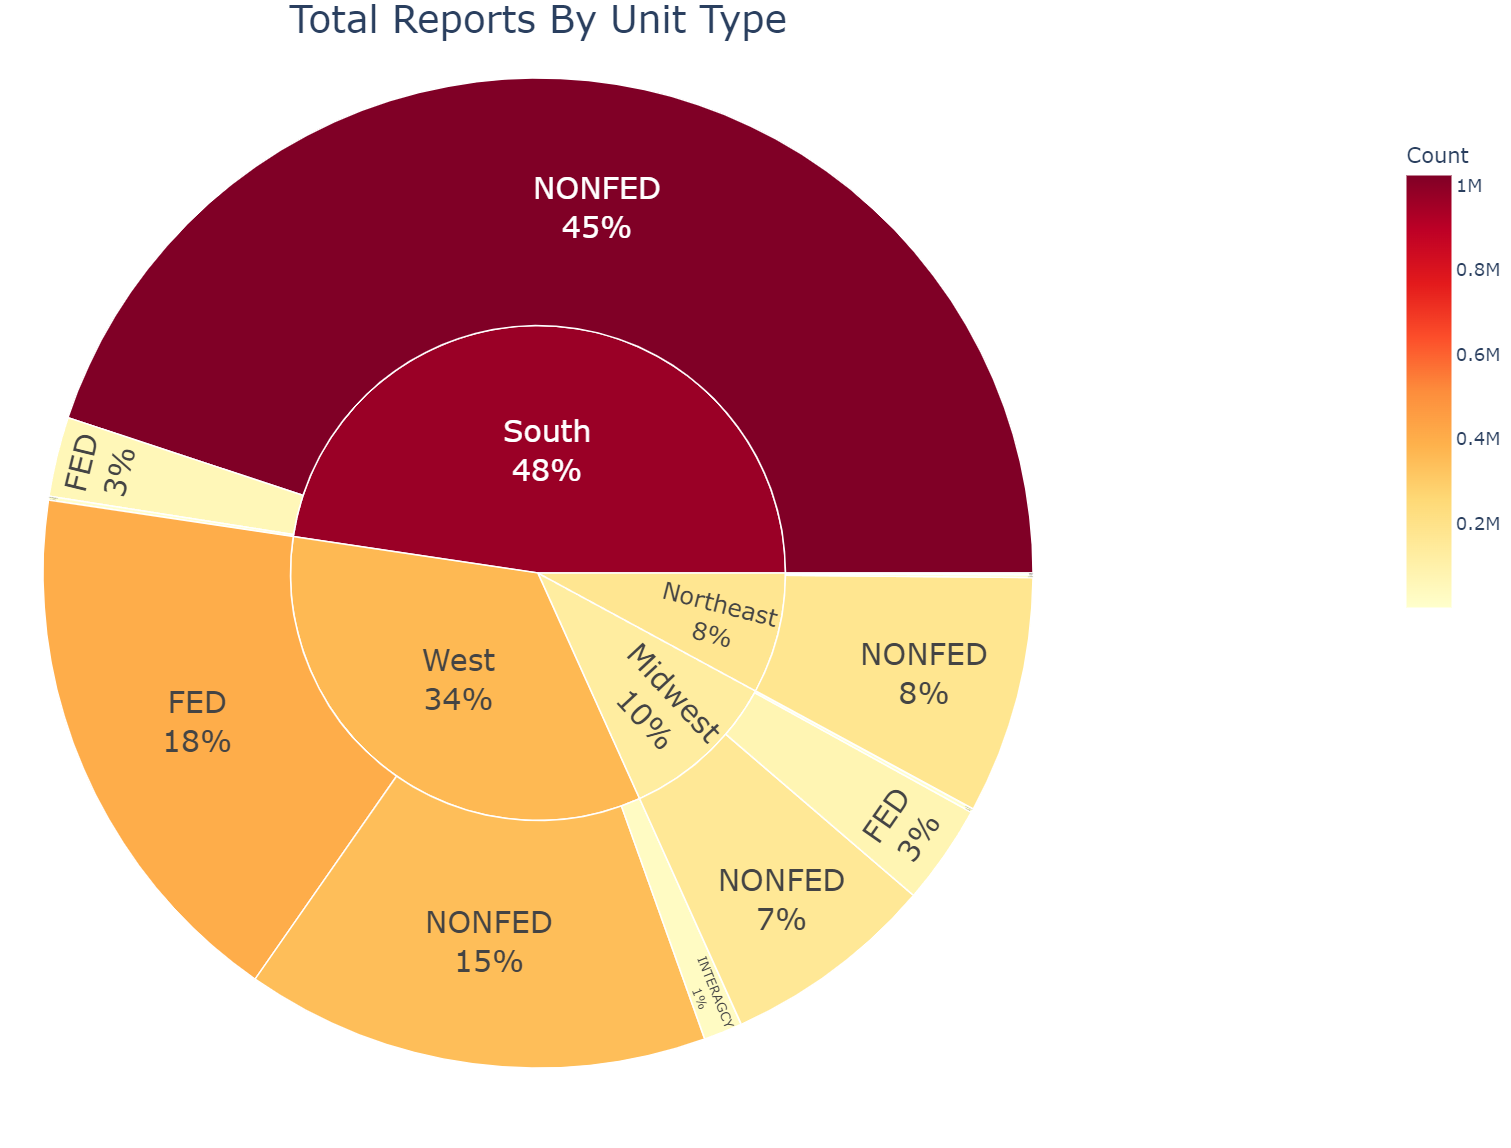 Total Reports By Unit Type
NONFED
45%
South
48%
FED
3%
Northeast
8%
NONFED
8%
West
34%
Midwest
10%
FED
18%
FED
3%
NONFED
7%
NONFED
15%
INTERAGCY
1%
Count
1M
0.8M
0.6M
0.4M
0.2M